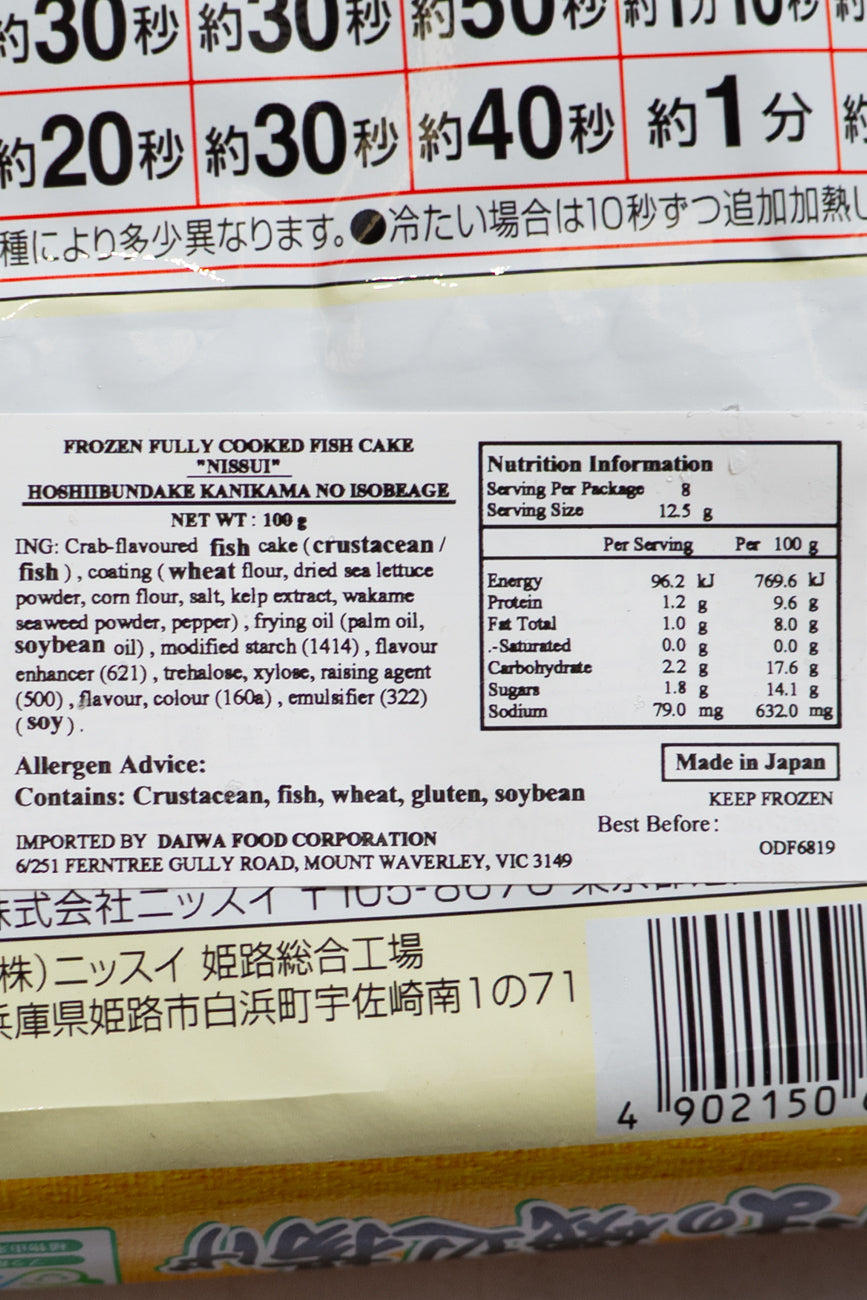 約30秒 約30秒 約50秒 約1分10秒
約20秒 約30秒 約40秒 約1分 約
種により多少異なります。●冷たい場合は10秒ずつ追加加熱し
FROZEN FULLY COOKED FISH CAKE
"NISSUI"
HOSHIIBUNDAKE KANIKAMA NO ISOBEAGE
NET WT : 100 g
ING: Crab-flavoured fish cake (crustacean /
fish ) , coating ( wheat flour, dried sea lettuce
powder, corn flour, salt, kelp extract, wakame
seaweed powder, pepper) , frying oil (palm oil,
soybean oil) , modified starch (1414) , flavour
enhancer (621) , trehalose, xylose, raising agent
(500) , flavour, colour (160a) , emulsifier (322)
( soy ) .
Allergen Advice:
Contains: Crustacean, fish, wheat, gluten, soybean
IMPORTED BY DAIWA FOOD CORPORATION
6/251 FERNTREE GULLY ROAD, MOUNT WAVERLEY, VIC 3149
Nutrition Information
Serving Per Package 8
Serving Size 12.5 g
Per Serving Per 100 g
Energy 96.2 kJ 769.6 kJ
Protein 1.2 g 9.6 g
Fat Total 1.0 g 8.0 g
.-Saturated 0.0 g 0.0 g
Carbohydrate 2.2 g 17.6 g
Sugars 1.8 g 14.1 g
Sodium 79.0 mg 632.0 mg
Made in Japan
KEEP FROZEN
Best Before :
ODF6819
株式会社ニッスイ 〒105-8676
(株)ニッスイ 姫路総合工場
兵庫県姫路市白浜町宇佐崎南1の71
4 902150